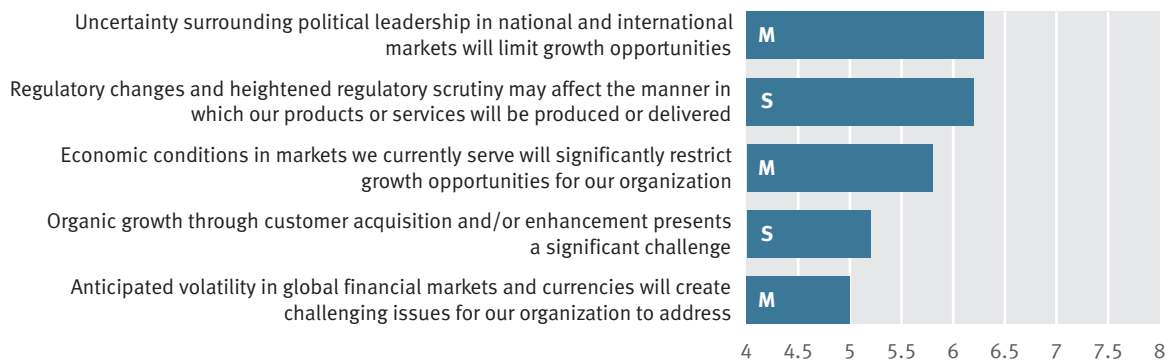 Uncertainty surrounding political leadership in national and international
markets will limit growth opportunities
M
Regulatory changes and heightened regulatory scrutiny may affect the manner in
which our products or services will be produced or delivered
S
Economic conditions in markets we currently serve will significantly restrict
growth opportunities for our organization
M
Organic growth through customer acquisition and/or enhancement presents
a significant challenge
S
Anticipated volatility in global financial markets and currencies will create
challenging issues for our organization to address
M
4 4.5 5 5.5 6 6.5 7 7.5 8